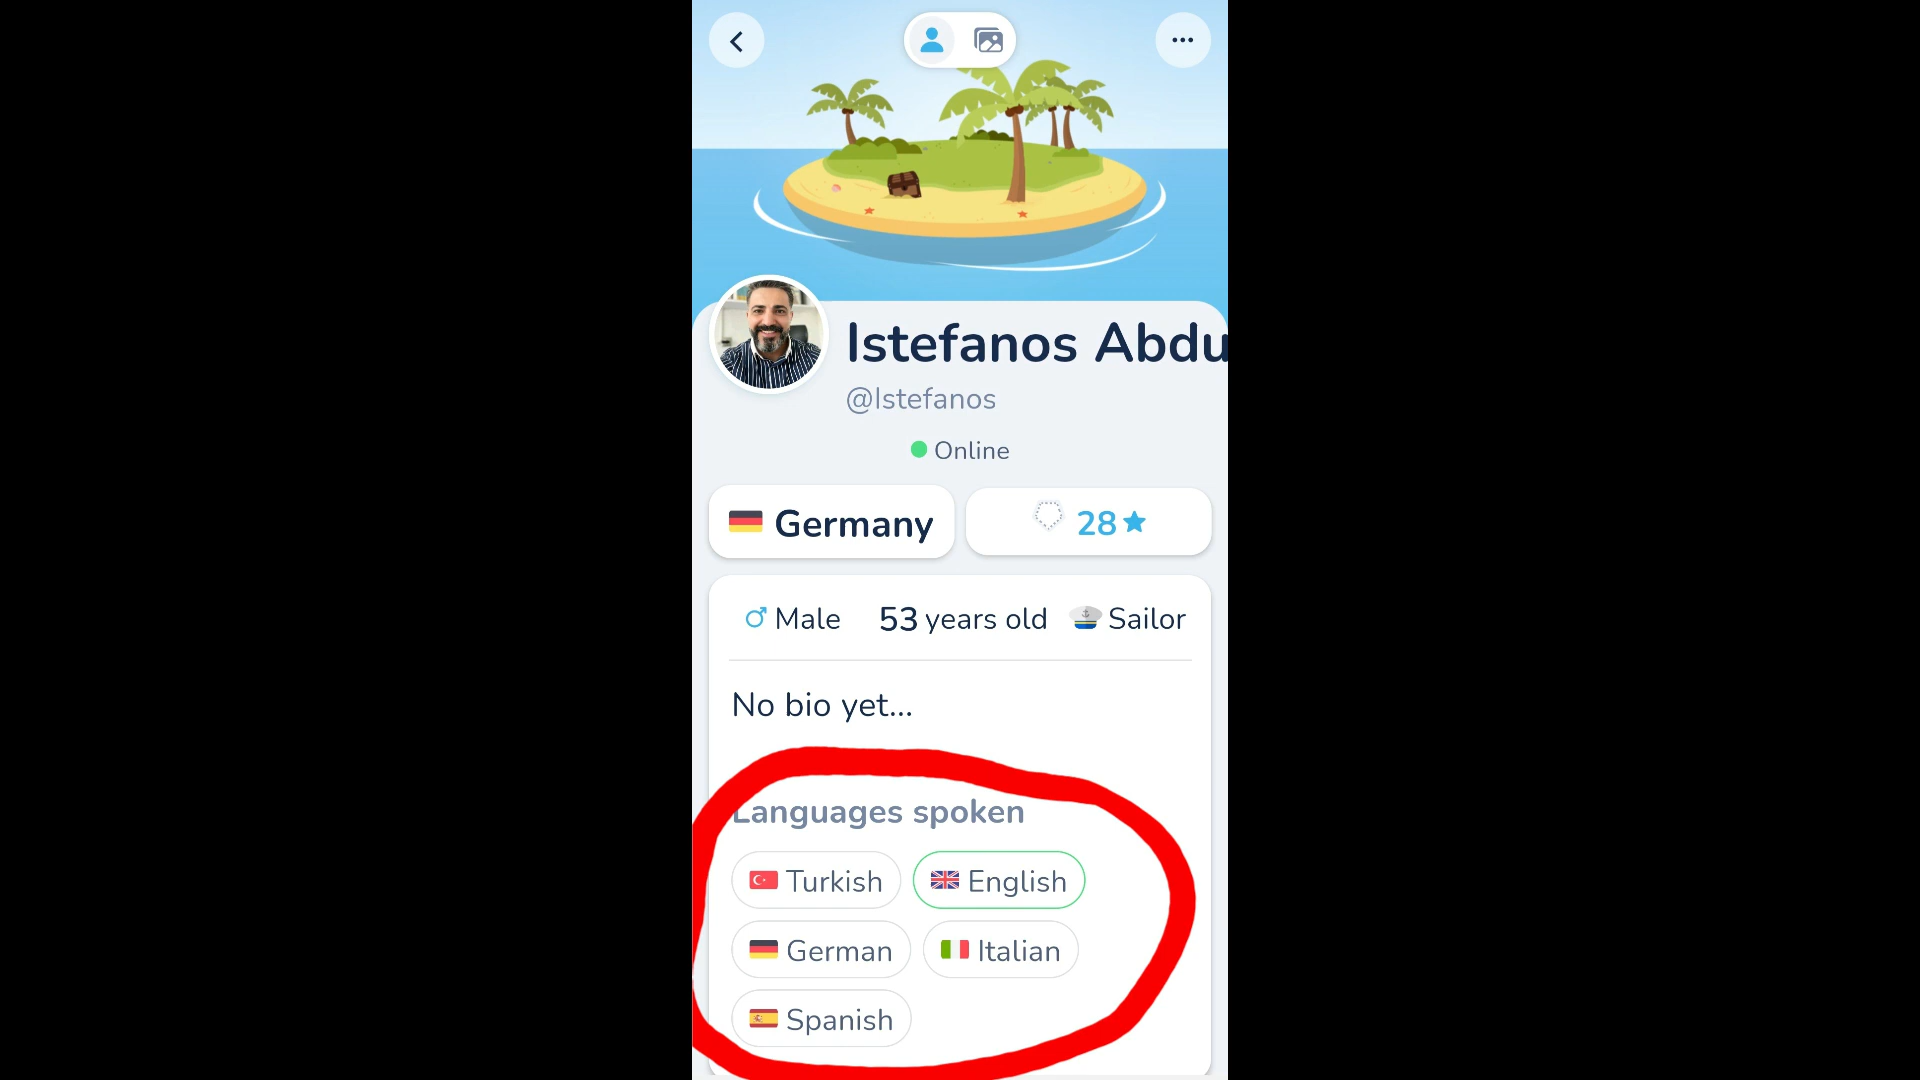 Istefanos Abdu
@Istefanos
Online
Germany
28
Male 53 years old Sailor
No bio yet...
Languages spoken
Turkish English
German Italian
Spanish